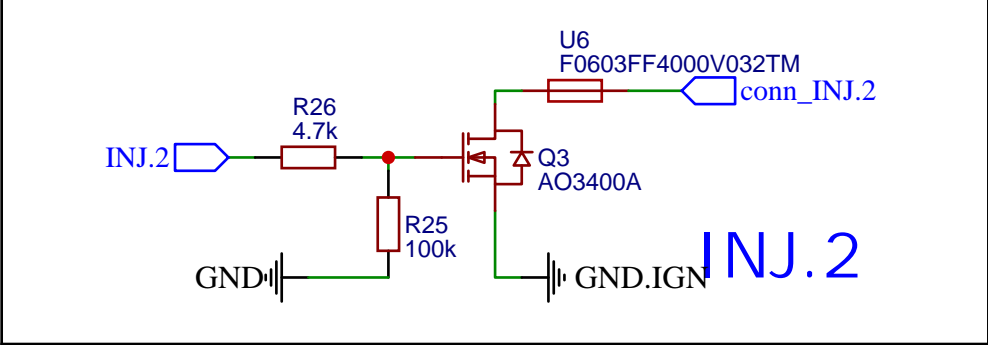 U6
F0603FF4000V032TM
conn_INJ.2
R26
4.7k
INJ.2
Q3
AO3400A
R25
100k
GND
GND.IGN
INJ.2